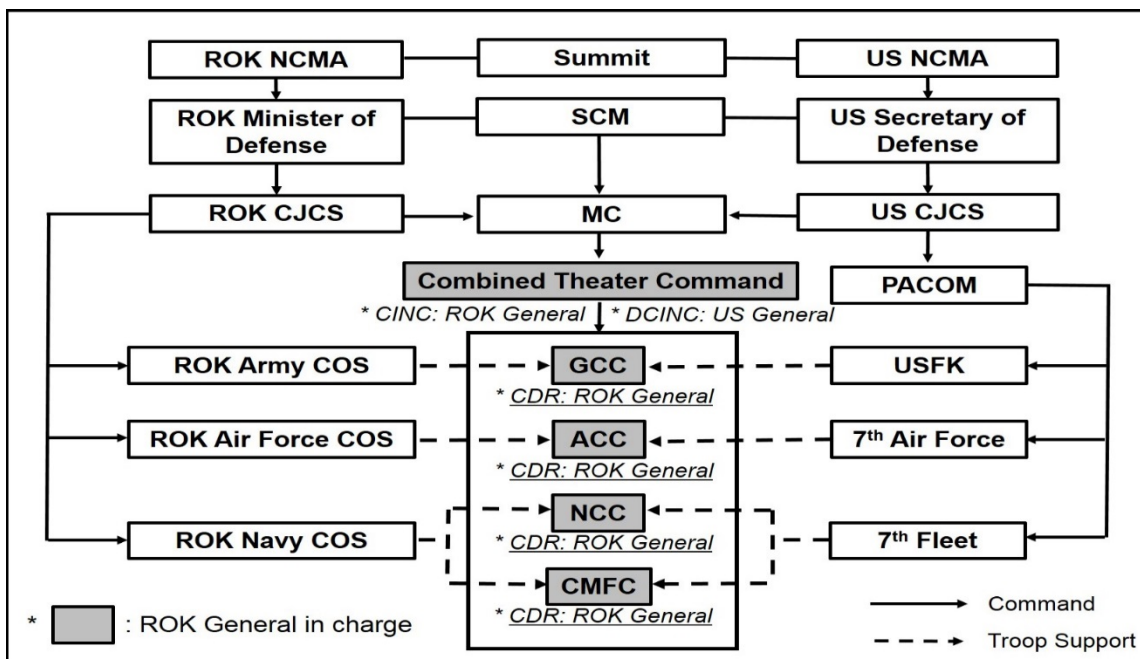 ROK NCMA
Summit
US NCMA
ROK Minister of
Defense
SCM
US Secretary of
Defense
ROK CJCS
MC
US CJCS
Combined Theater Command
PACOM
* CINC: ROK General
* DCINC: US General
ROK Army COS
GCC
USFK
* CDR: ROK General
ROK Air Force COS
ACC
7th Air Force
* CDR: ROK General
ROK Navy COS
NCC
7th Fleet
* CDR: ROK General
CMFC
* CDR: ROK General
* : ROK General in charge
Command
Troop Support